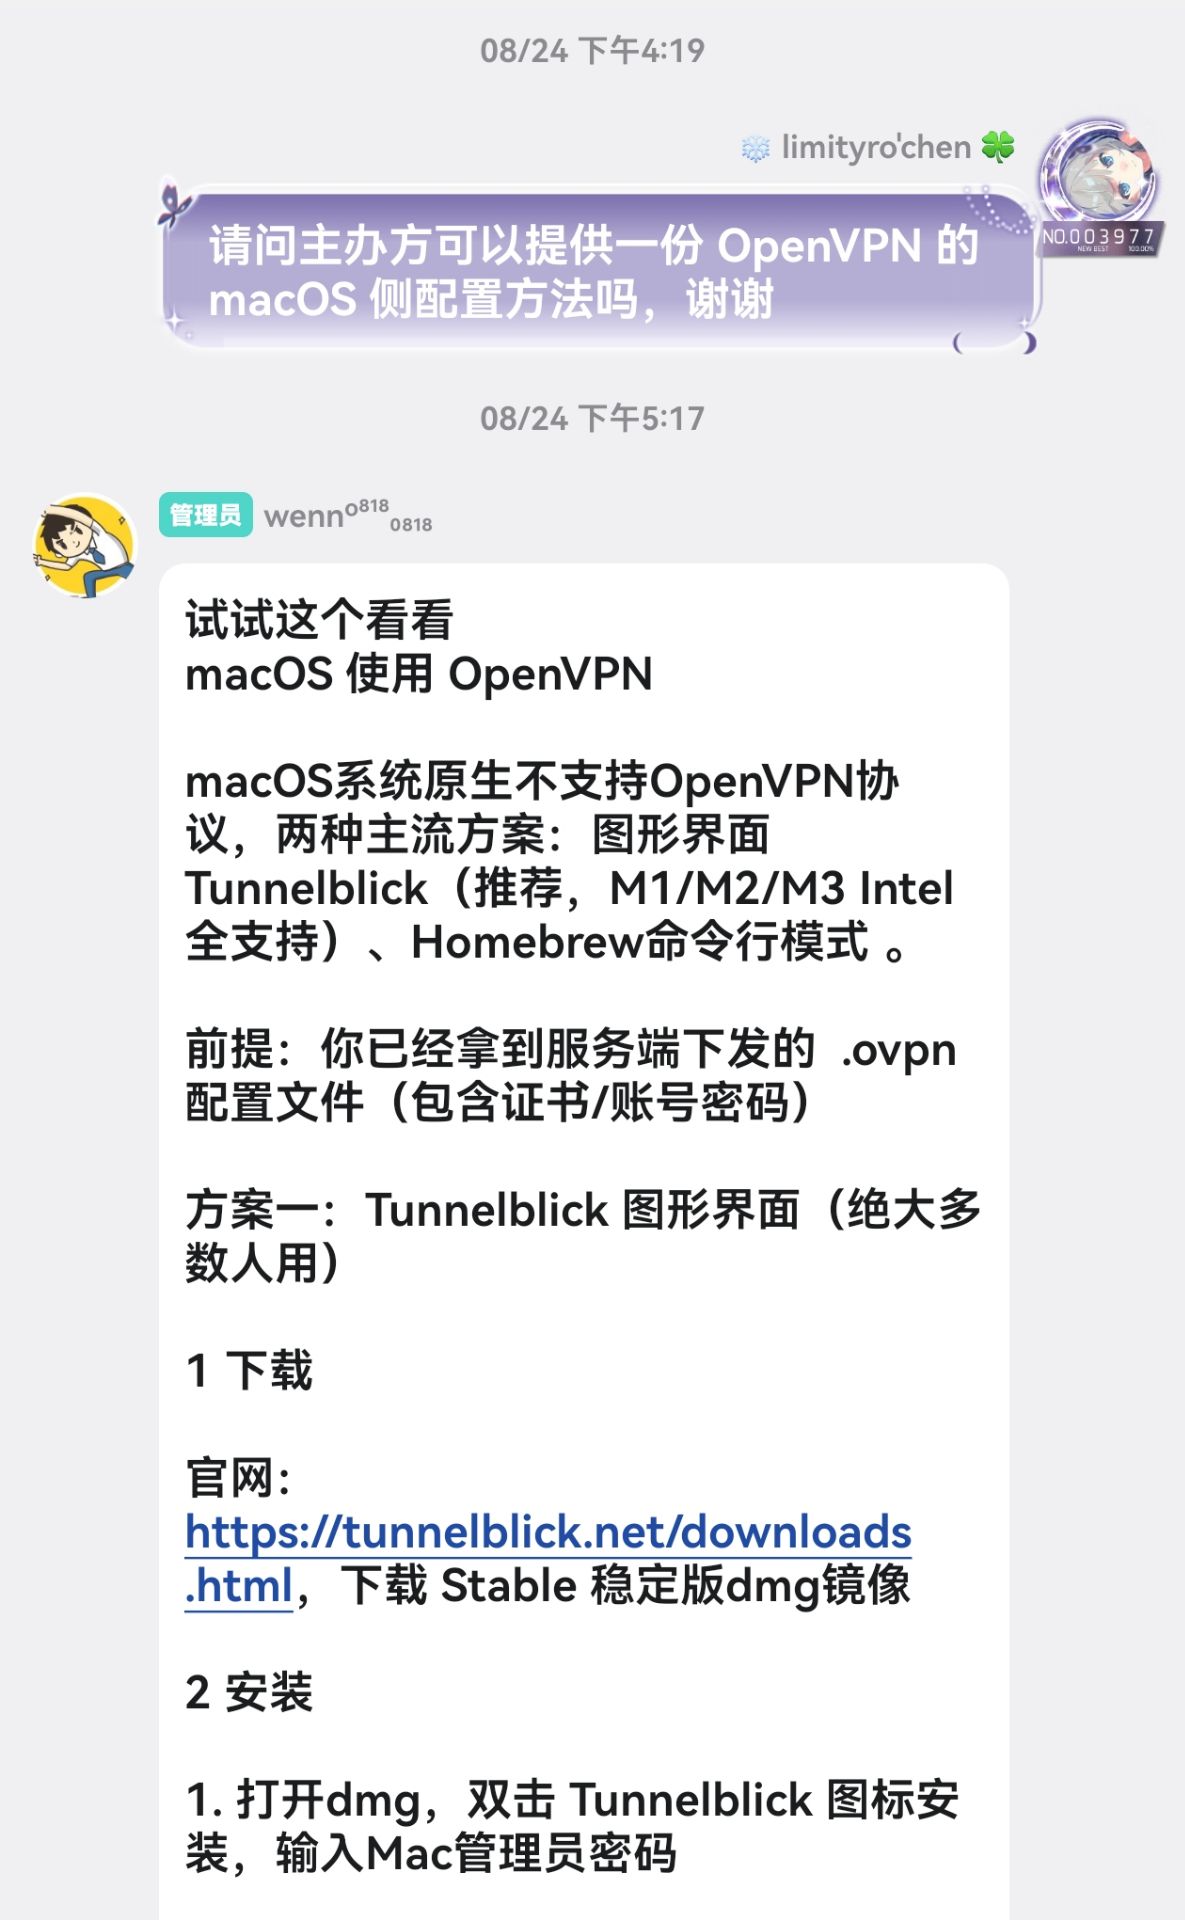 08/24 下午4:19
❄️ limityro'chen 🍀
NO.003977
NEW BEST 100.00%
请问主办方可以提供一份 OpenVPN 的
macOS 侧配置方法吗，谢谢
08/24 下午5:17
管理员 wennº⁸¹⁸₀₈₁₈
试试这个看看
macOS 使用 OpenVPN
macOS系统原生不支持OpenVPN协
议，两种主流方案：图形界面
Tunnelblick（推荐，M1/M2/M3 Intel
全支持）、Homebrew命令行模式 。
前提：你已经拿到服务端下发的 .ovpn
配置文件（包含证书/账号密码）
方案一：Tunnelblick 图形界面（绝大多
数人用）
1 下载
官网：
https://tunnelblick.net/downloads
.html，下载 Stable 稳定版dmg镜像
2 安装
1. 打开dmg，双击 Tunnelblick 图标安
装，输入Mac管理员密码